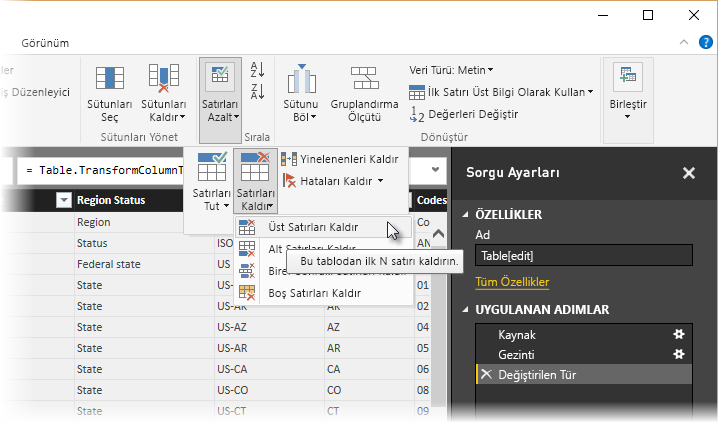 Görünüm
ler
iş Düzenleyici
Sütunları Seç
Sütunları Kaldır
Satırları Azalt
Sütunu Böl
Gruplandırma Ölçütü
Veri Türü: Metin
İlk Satırı Üst Bilgi Olarak Kullan
Değerleri Değiştir
Birleştir
Sütunları Yönet
Sırala
Dönüştür
= Table.TransformColumnT
Satırları Tut
Satırları Kaldır
Yinelenenleri Kaldır
Hataları Kaldır
Üst Satırları Kaldır
Alt Satırları Kaldır
Bu tablodan ilk N satırı kaldırın.
Boş Satırları Kaldır
Region Status
Codes
Region
Co
Status ISO AN
Federal state US
State US 01
State US-AK AK 02
State US-AZ AZ 04
State US-AR AR 05
State US-CA CA 06
State US-CO CO 08
State US-CT CT 09
Sorgu Ayarları
ÖZELLİKLER
Ad
Table[edit]
Tüm Özellikler
UYGULANAN ADIMLAR
Kaynak
Gezinti
Değiştirilen Tür